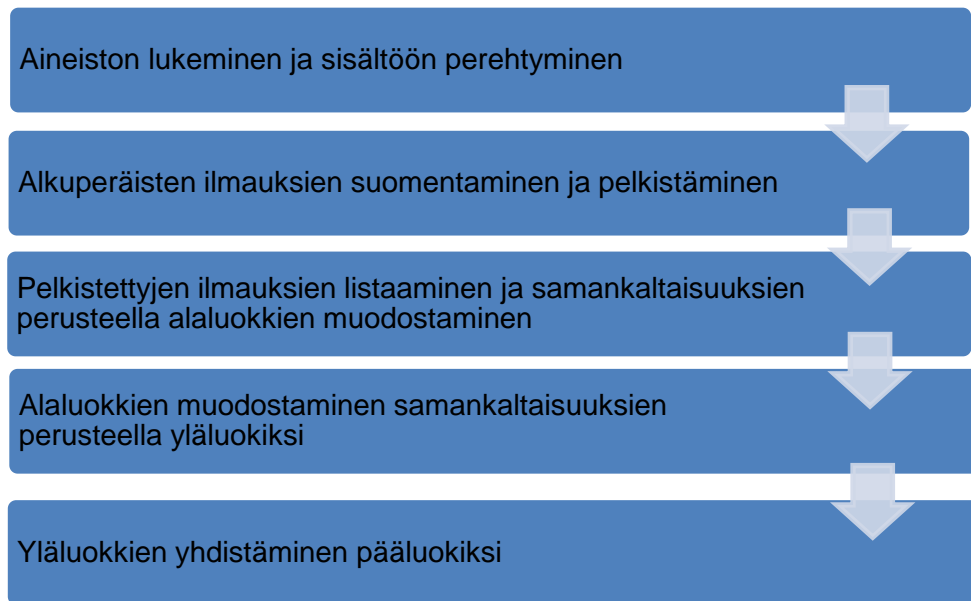 Aineiston lukeminen ja sisältöön perehtyminen
Alkuperäisten ilmauksien suomentaminen ja pelkistäminen
Pelkistettyjen ilmauksien listaaminen ja samankaltaisuuksien
perusteella alaluokkien muodostaminen
Alaluokkien muodostaminen samankaltaisuuksien
perusteella yläluokiksi
Yläluokkien yhdistäminen pääluokiksi